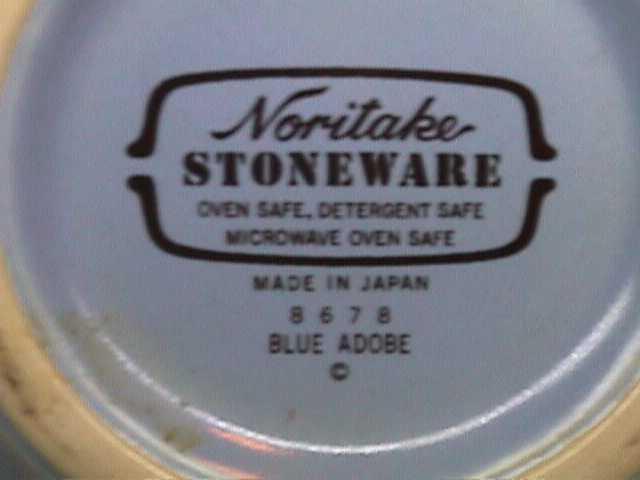 Noritake
STONEWARE
OVEN SAFE, DETERGENT SAFE
MICROWAVE OVEN SAFE
MADE IN JAPAN
8678
BLUE ADOBE
©